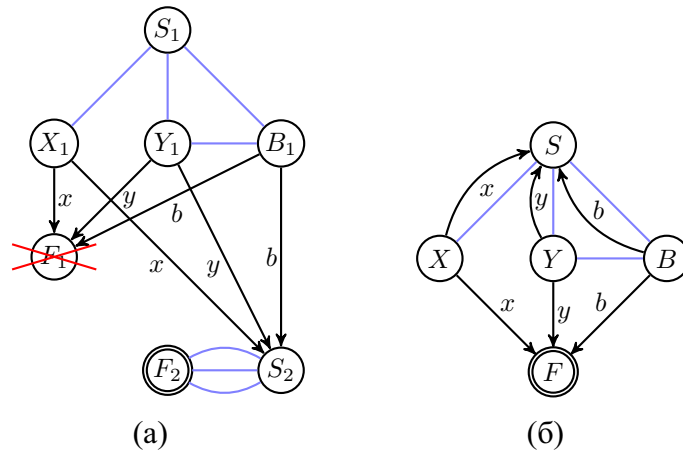 S₁
X₁ Y₁ B₁
x y b
F₁
x y b
F₂ S₂
(а)
S
x y b
X Y B
x y b
F
(б)